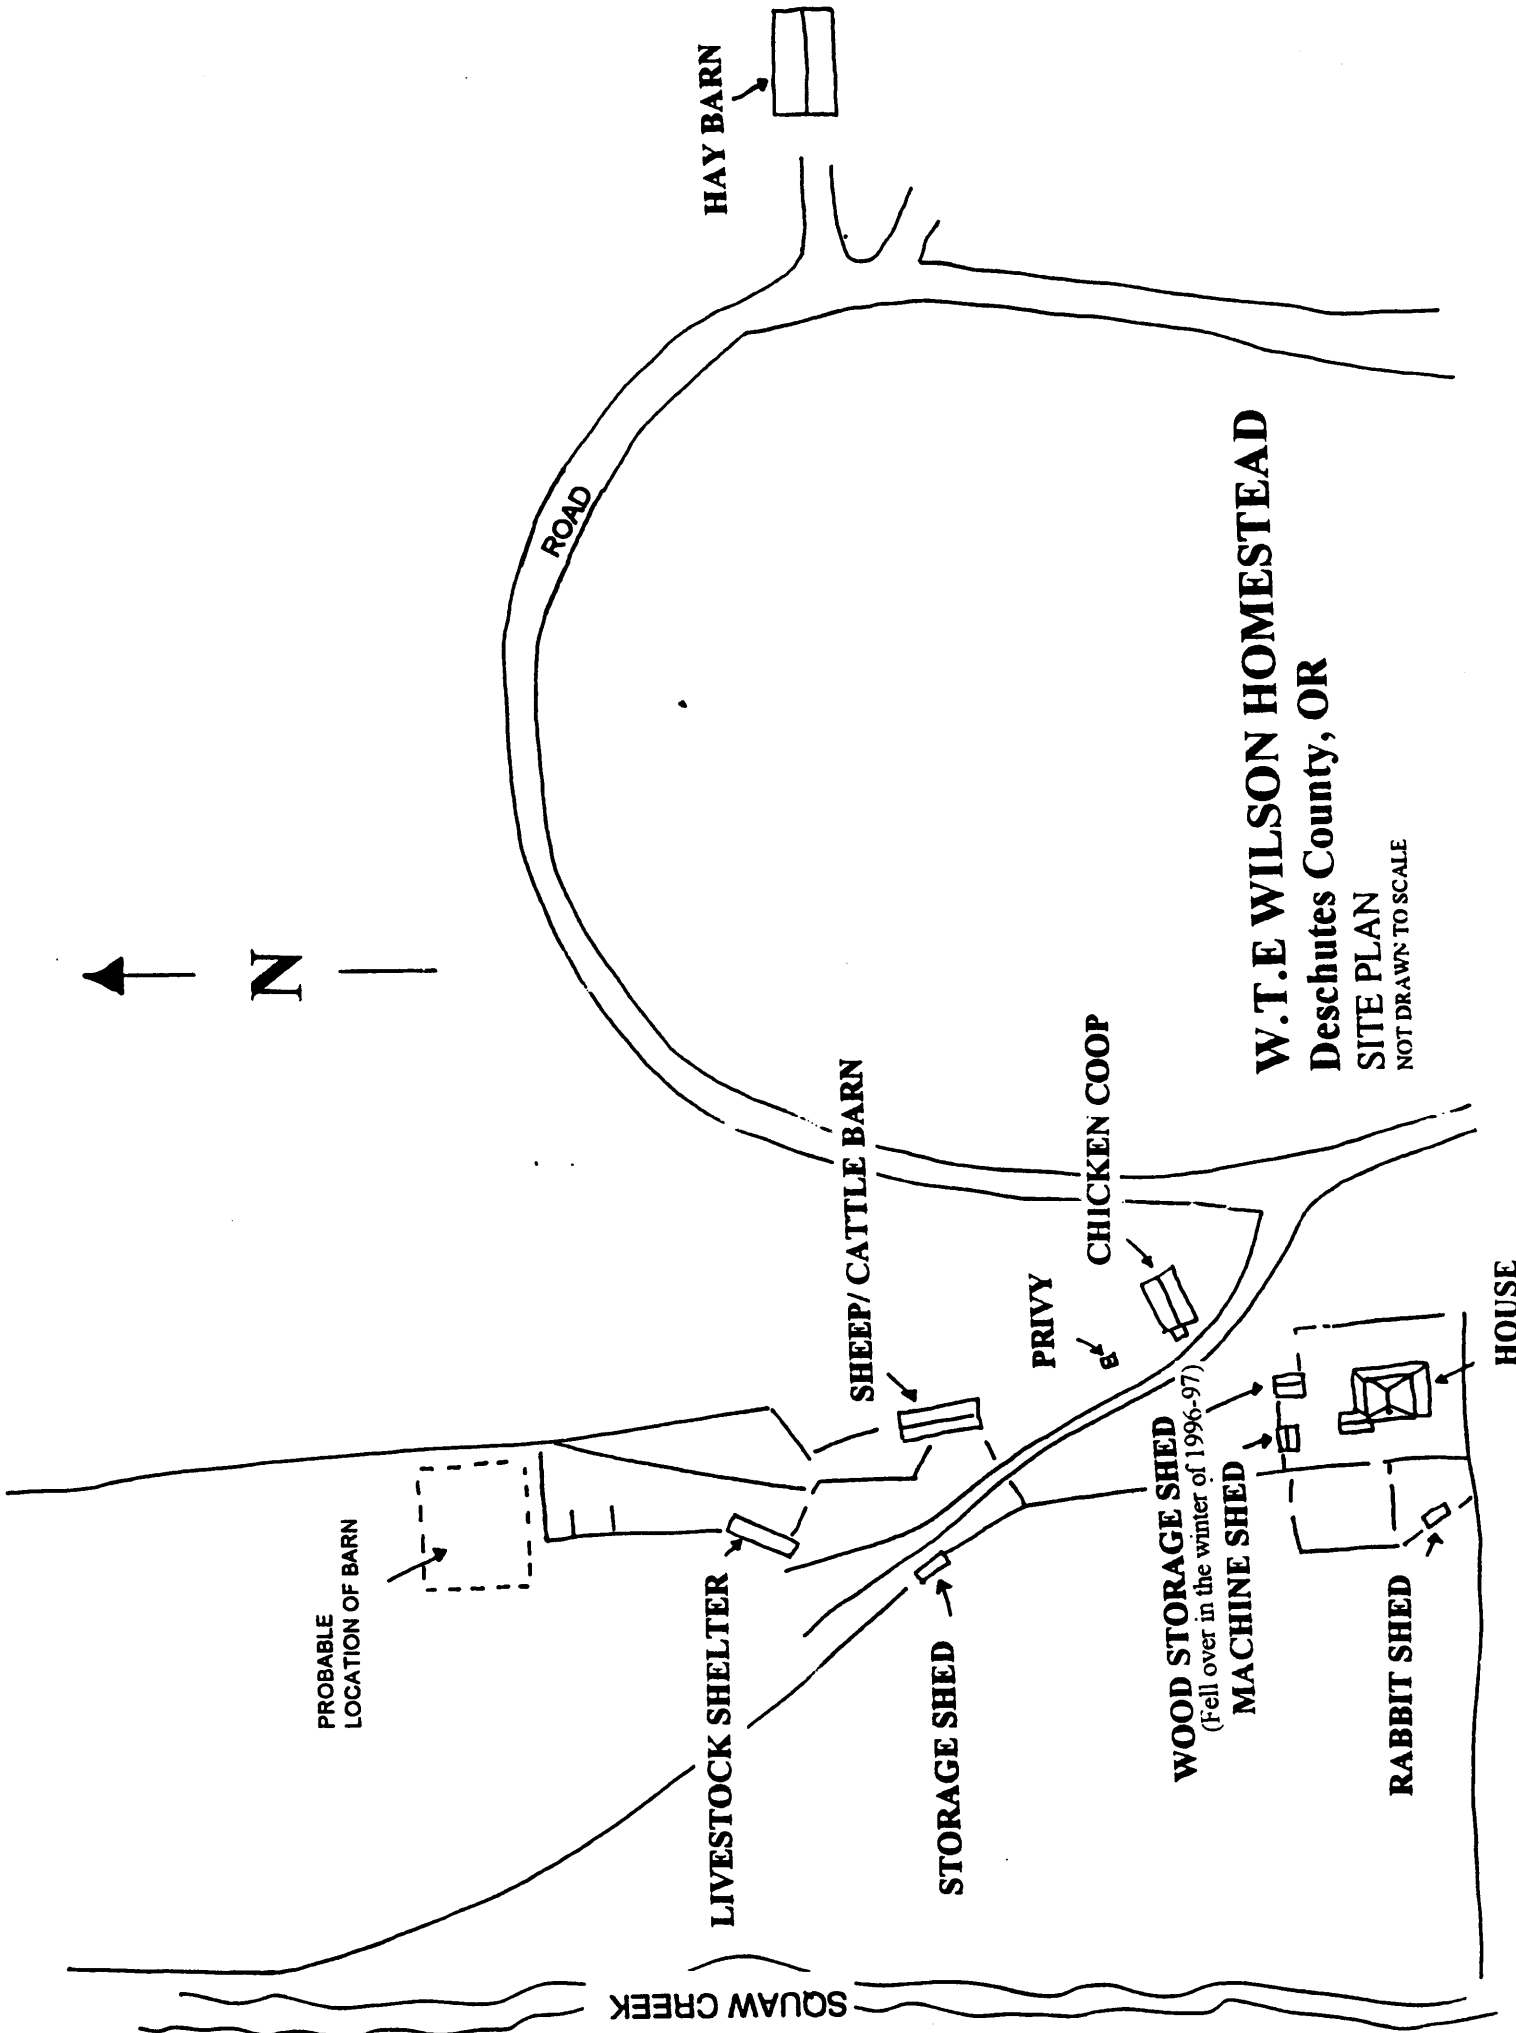 HAY BARN
ROAD
N
W.T.E WILSON HOMESTEAD
Deschutes County, OR
SITE PLAN
NOT DRAWN TO SCALE
SHEEP/ CATTLE BARN
CHICKEN COOP
PRIVY
HOUSE
PROBABLE
LOCATION OF BARN
LIVESTOCK SHELTER
STORAGE SHED
WOOD STORAGE SHED
(Fell over in the winter of 1996-97)
MACHINE SHED
RABBIT SHED
SQUAW CREEK